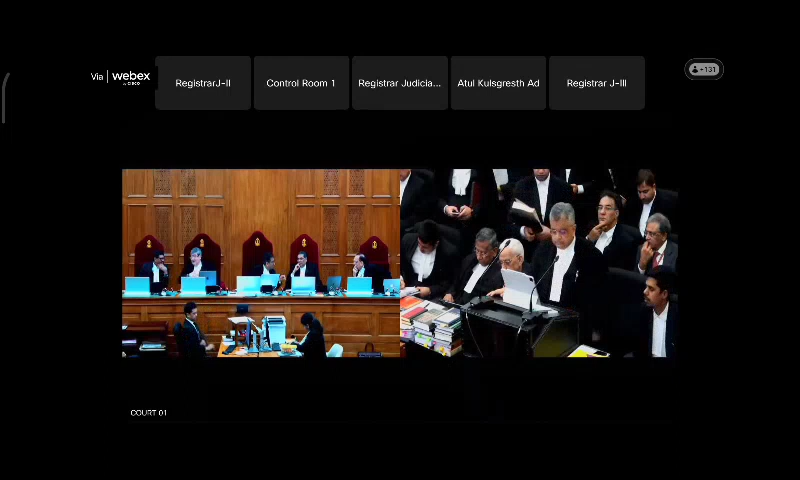 Via webex
by CISCO
RegistrarJ-II
Control Room 1
Registrar Judicia...
Atul Kulsgresth Ad
Registrar J-III
+131
COURT 01